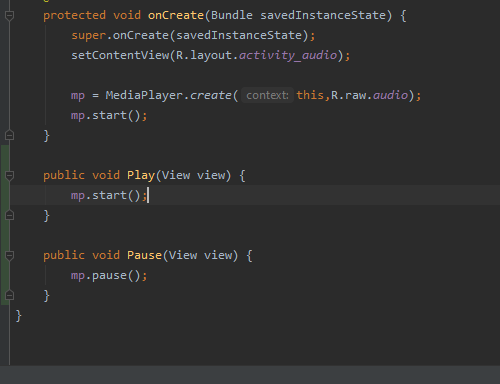 protected void onCreate(Bundle savedInstanceState) {
super.onCreate(savedInstanceState);
setContentView(R.layout.activity_audio);
mp = MediaPlayer.create( context: this,R.raw.audio);
mp.start();
}
public void Play(View view) {
mp.start();
}
public void Pause(View view) {
mp.pause();
}
}